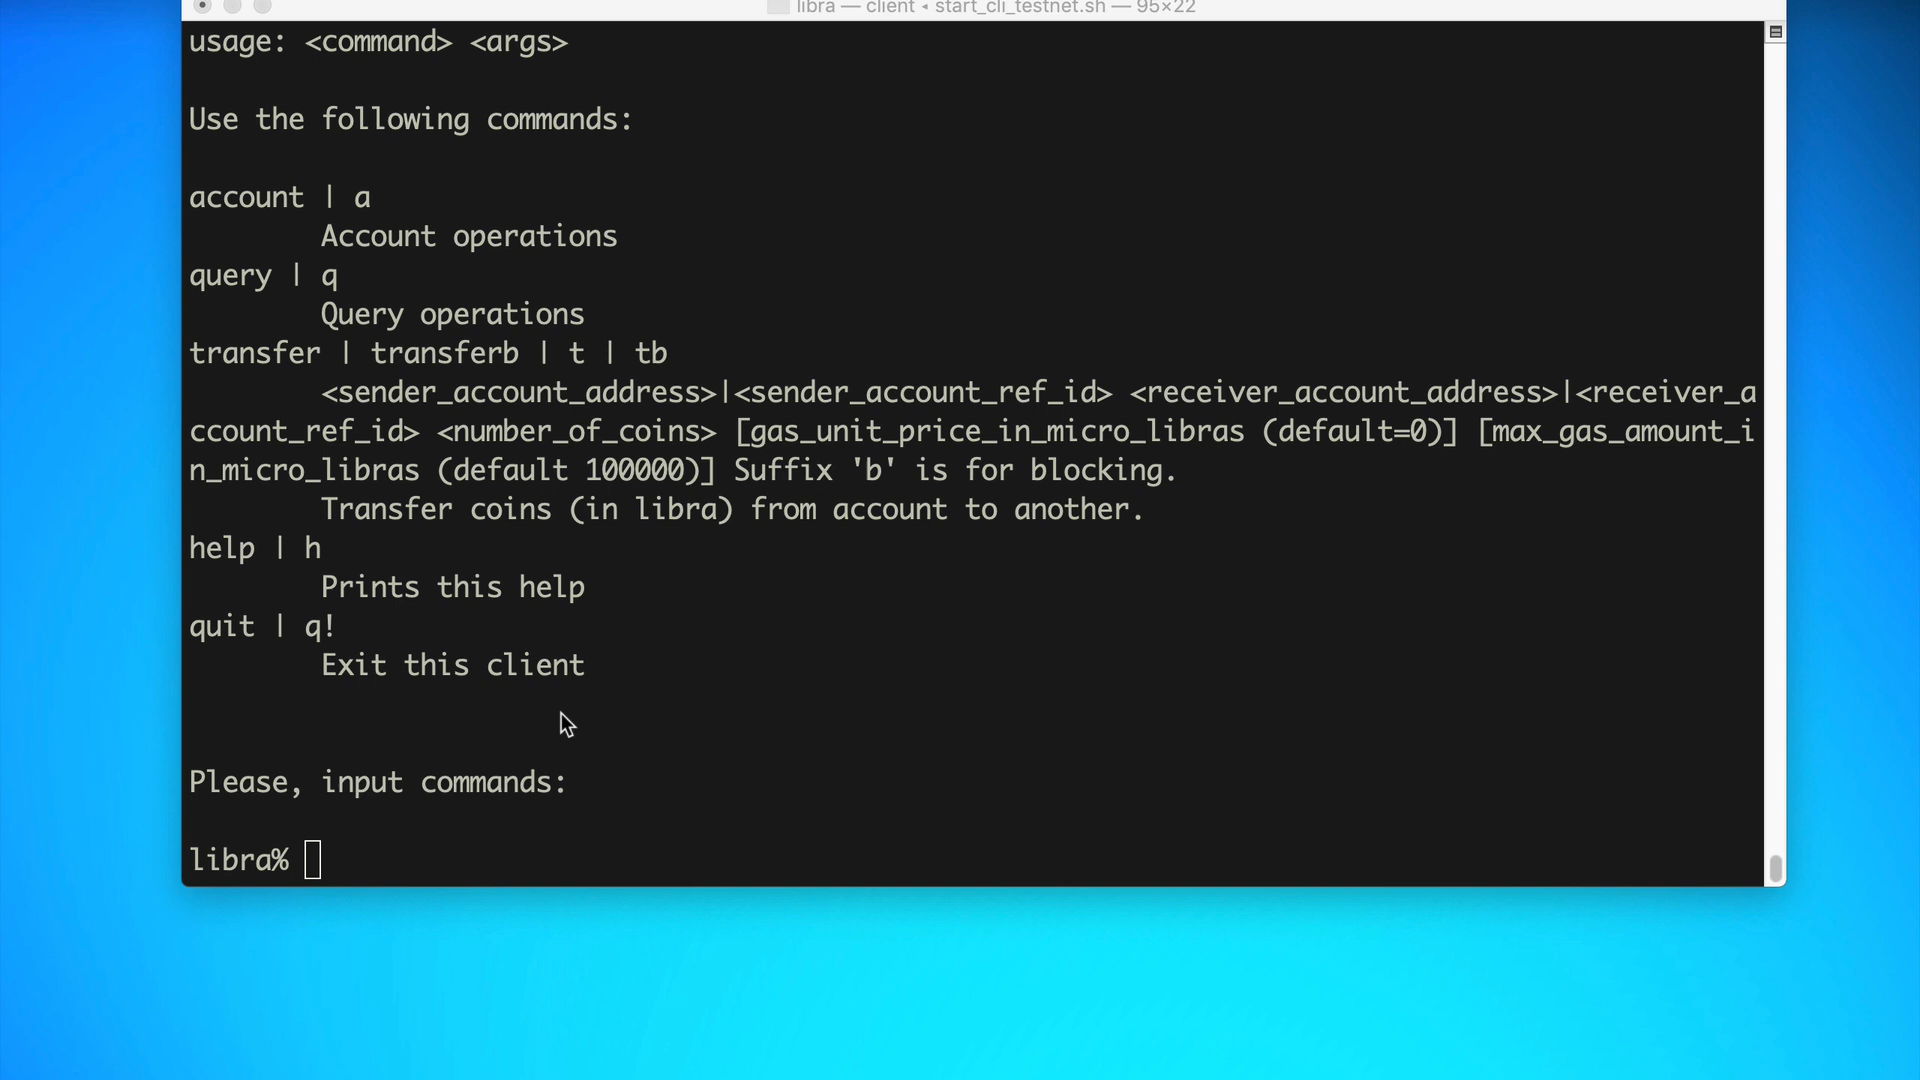 libra — client ◂ start_cli_testnet.sh — 95×22
usage: <command> <args>
Use the following commands:
account | a
Account operations
query | q
Query operations
transfer | transferb | t | tb
<sender_account_address>|<sender_account_ref_id> <receiver_account_address>|<receiver_a
ccount_ref_id> <number_of_coins> [gas_unit_price_in_micro_libras (default=0)] [max_gas_amount_i
n_micro_libras (default 100000)] Suffix 'b' is for blocking.
Transfer coins (in libra) from account to another.
help | h
Prints this help
quit | q!
Exit this client
Please, input commands:
libra%